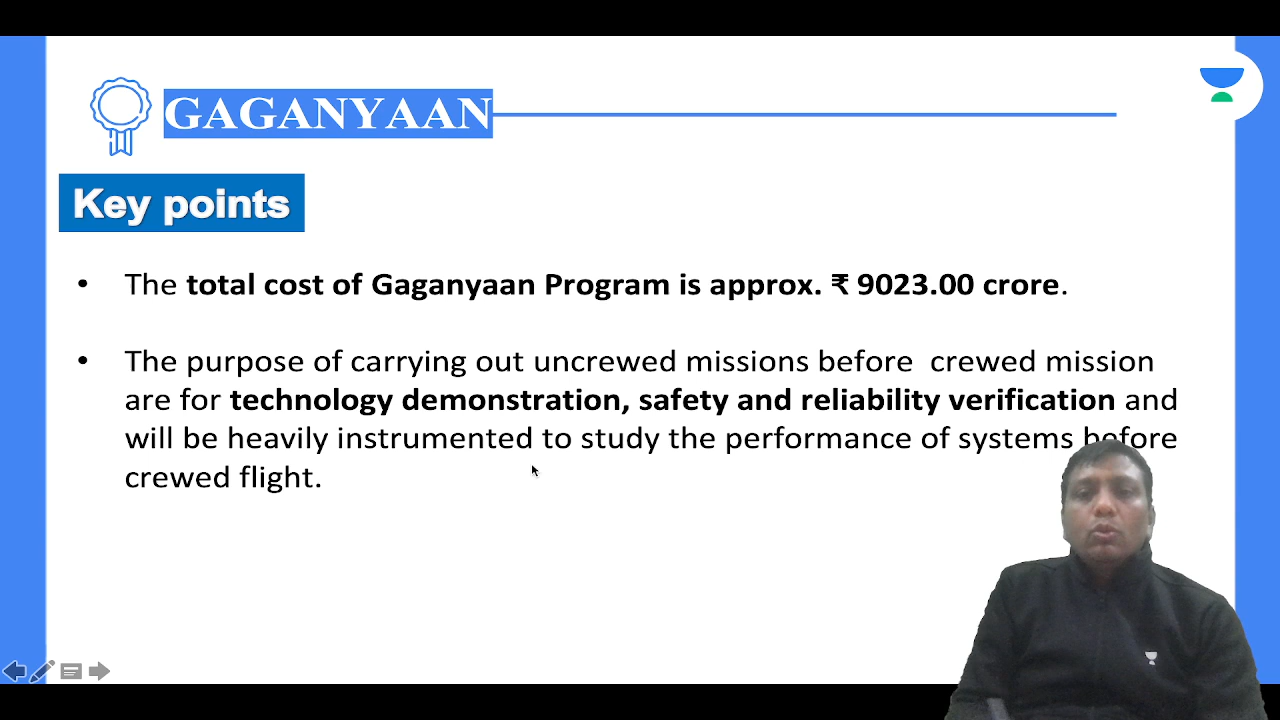 GAGANYAAN
Key points
• The total cost of Gaganyaan Program is approx. ₹ 9023.00 crore.
• The purpose of carrying out uncrewed missions before crewed mission
are for technology demonstration, safety and reliability verification and
will be heavily instrumented to study the performance of systems before
crewed flight.